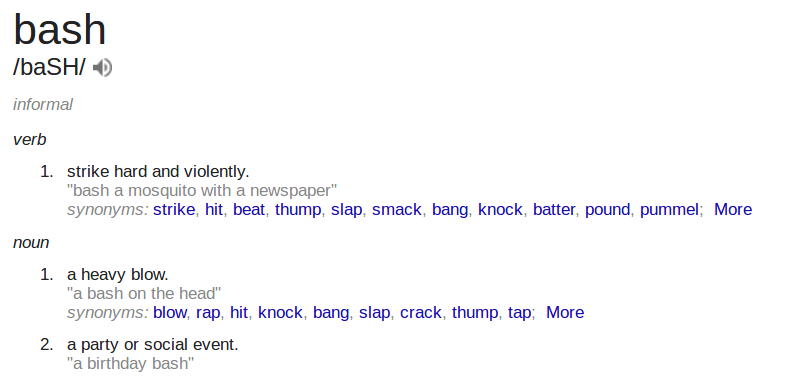 bash
/baSH/
informal
verb
1. strike hard and violently.
"bash a mosquito with a newspaper"
synonyms: strike, hit, beat, thump, slap, smack, bang, knock, batter, pound, pummel; More
noun
1. a heavy blow.
"a bash on the head"
synonyms: blow, rap, hit, knock, bang, slap, crack, thump, tap; More
2. a party or social event.
"a birthday bash"